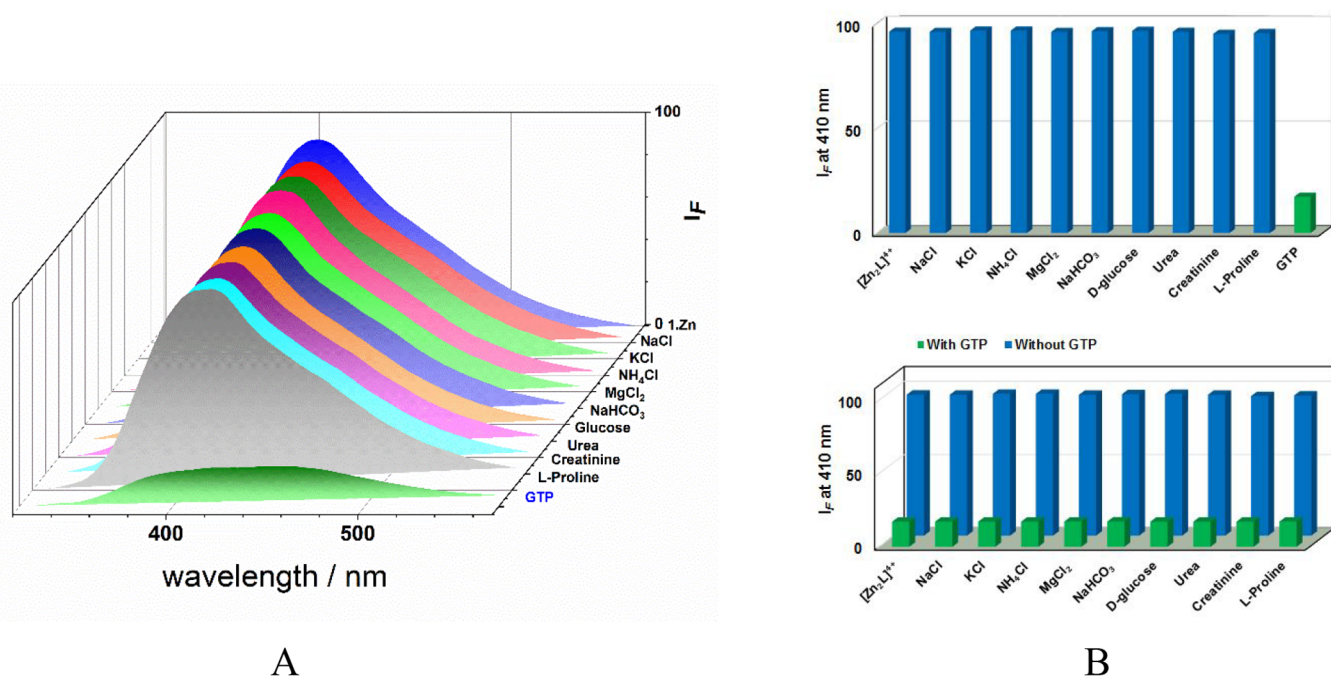 100
I_F
0 1.Zn
NaCl
KCl
NH₄Cl
MgCl₂
NaHCO₃
Glucose
Urea
Creatinine
L-Proline
GTP
400 500
wavelength / nm
A
100
50
0
I_F at 410 nm
[Zn₂L]⁴⁺ NaCl KCl NH₄Cl MgCl₂ NaHCO₃ D-glucose Urea Creatinine L-Proline GTP
With GTP Without GTP
100
50
0
I_F at 410 nm
[Zn₂L]⁴⁺ NaCl KCl NH₄Cl MgCl₂ NaHCO₃ D-glucose Urea Creatinine L-Proline
B